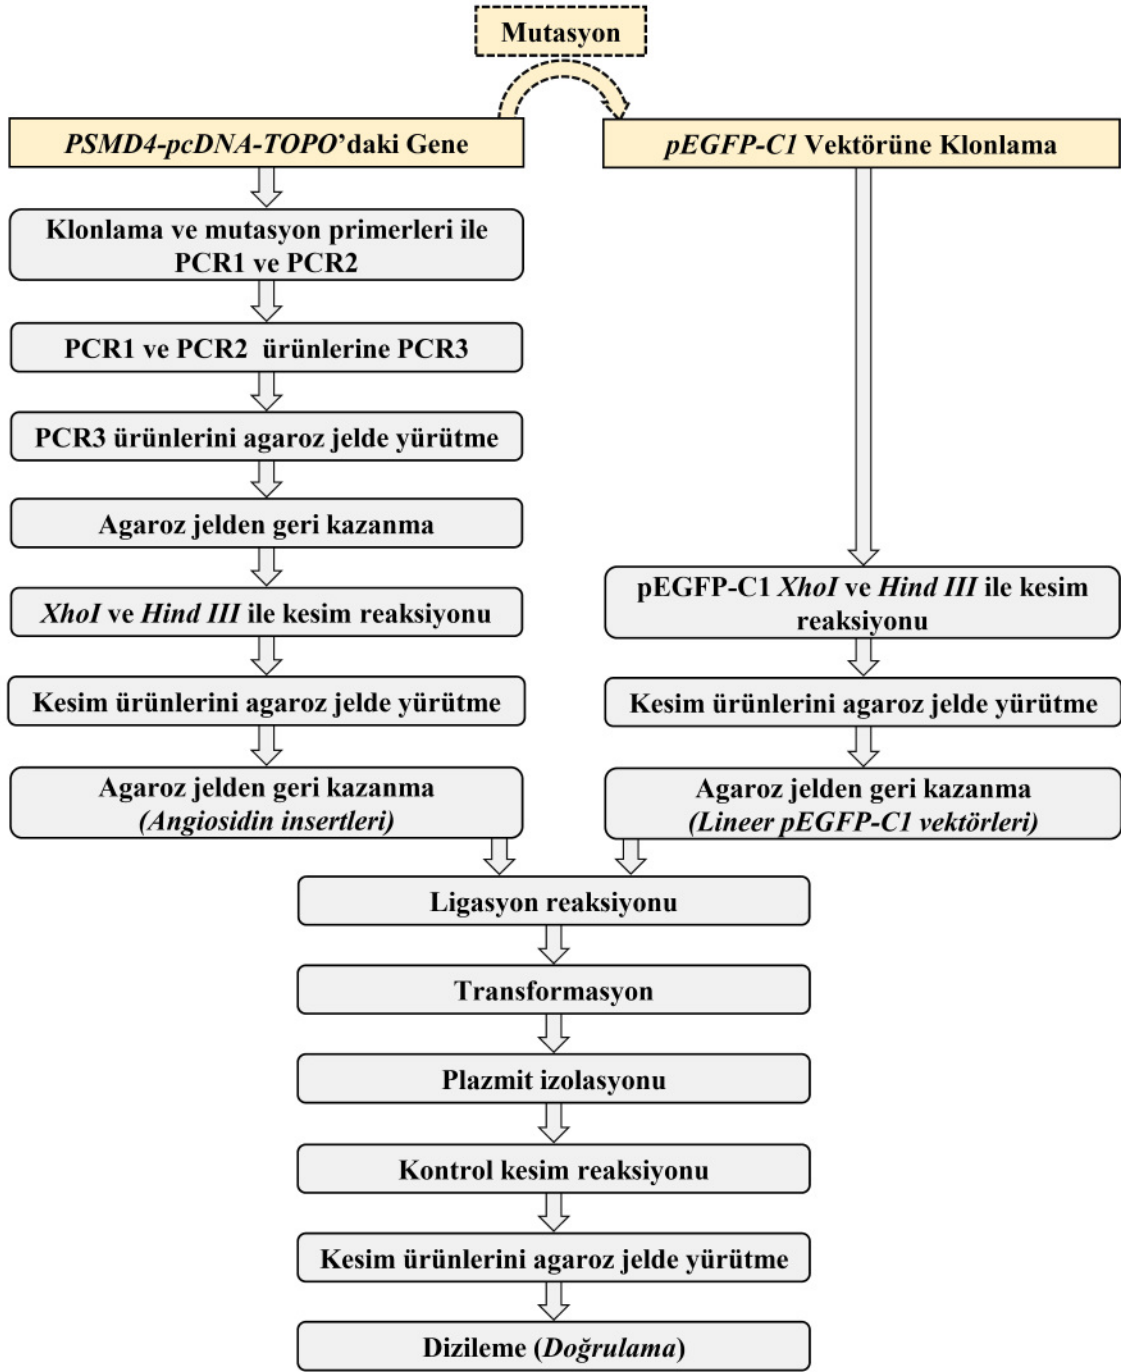 Mutasyon
PSMD4-pcDNA-TOPO’daki Gene
Klonlama ve mutasyon primerleri ile
PCR1 ve PCR2
PCR1 ve PCR2 ürünlerine PCR3
PCR3 ürünlerini agaroz jelde yürütme
Agaroz jelden geri kazanma
XhoI ve Hind III ile kesim reaksiyonu
Kesim ürünlerini agaroz jelde yürütme
Agaroz jelden geri kazanma
(Angiosidin insertleri)
pEGFP-C1 Vektörüne Klonlama
pEGFP-C1 XhoI ve Hind III ile kesim
reaksiyonu
Kesim ürünlerini agaroz jelde yürütme
Agaroz jelden geri kazanma
(Lineer pEGFP-C1 vektörleri)
Ligasyon reaksiyonu
Transformasyon
Plazmit izolasyonu
Kontrol kesim reaksiyonu
Kesim ürünlerini agaroz jelde yürütme
Dizileme (Doğrulama)